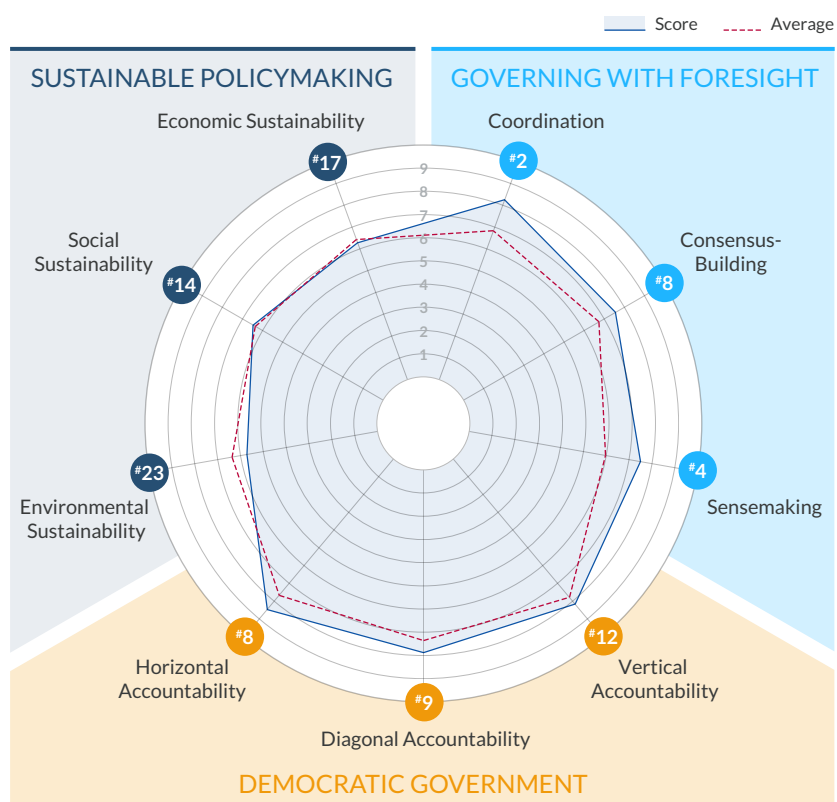 Score
Average
SUSTAINABLE POLICYMAKING
GOVERNING WITH FORESIGHT
Economic Sustainability
Coordination
#17
#2
9
8
7
6
5
4
3
2
1
Social
Sustainability
#14
Consensus-
Building
#8
#23
Environmental
Sustainability
#4
Sensemaking
#8
Horizontal
Accountability
#12
Vertical
Accountability
#9
Diagonal Accountability
DEMOCRATIC GOVERNMENT